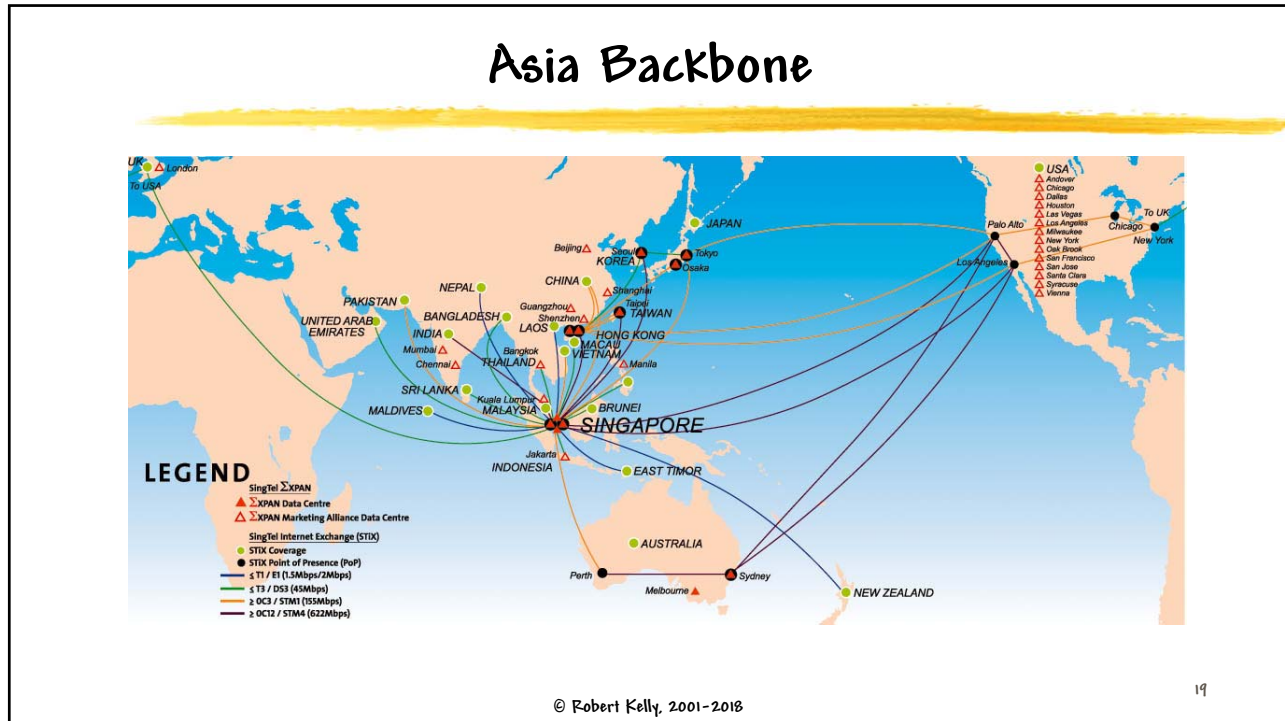 Asia Backbone
UK
London
To USA
JAPAN
Beijing
Seoul
KOREA
Tokyo
Osaka
CHINA
Shanghai
NEPAL
PAKISTAN
Guangzhou
Shenzhen
Taipei
TAIWAN
BANGLADESH
LAOS
UNITED ARAB
EMIRATES
INDIA
HONG KONG
MACAU
VIETNAM
Mumbai
Chennai
Bangkok
THAILAND
Manila
SRI LANKA
Kuala Lumpur
MALAYSIA
BRUNEI
MALDIVES
SINGAPORE
Jakarta
INDONESIA
EAST TIMOR
AUSTRALIA
Perth
Sydney
Melbourne
NEW ZEALAND
USA
Andover
Chicago
Dallas
Houston
Las Vegas
Los Angeles
Milwaukee
New York
Oak Brook
San Francisco
San Jose
Santa Clara
Syracuse
Vienna
Palo Alto
Los Angeles
Chicago
To UK
New York
LEGEND
SingTel ΣXPAN
ΣXPAN Data Centre
ΣXPAN Marketing Alliance Data Centre
SingTel Internet Exchange (STiX)
STiX Coverage
STiX Point of Presence (PoP)
≤ T1 / E1 (1.5Mbps/2Mbps)
≤ T3 / DS3 (45Mbps)
≥ OC3 / STM1 (155Mbps)
≥ OC12 / STM4 (622Mbps)
19
© Robert Kelly, 2001-2018